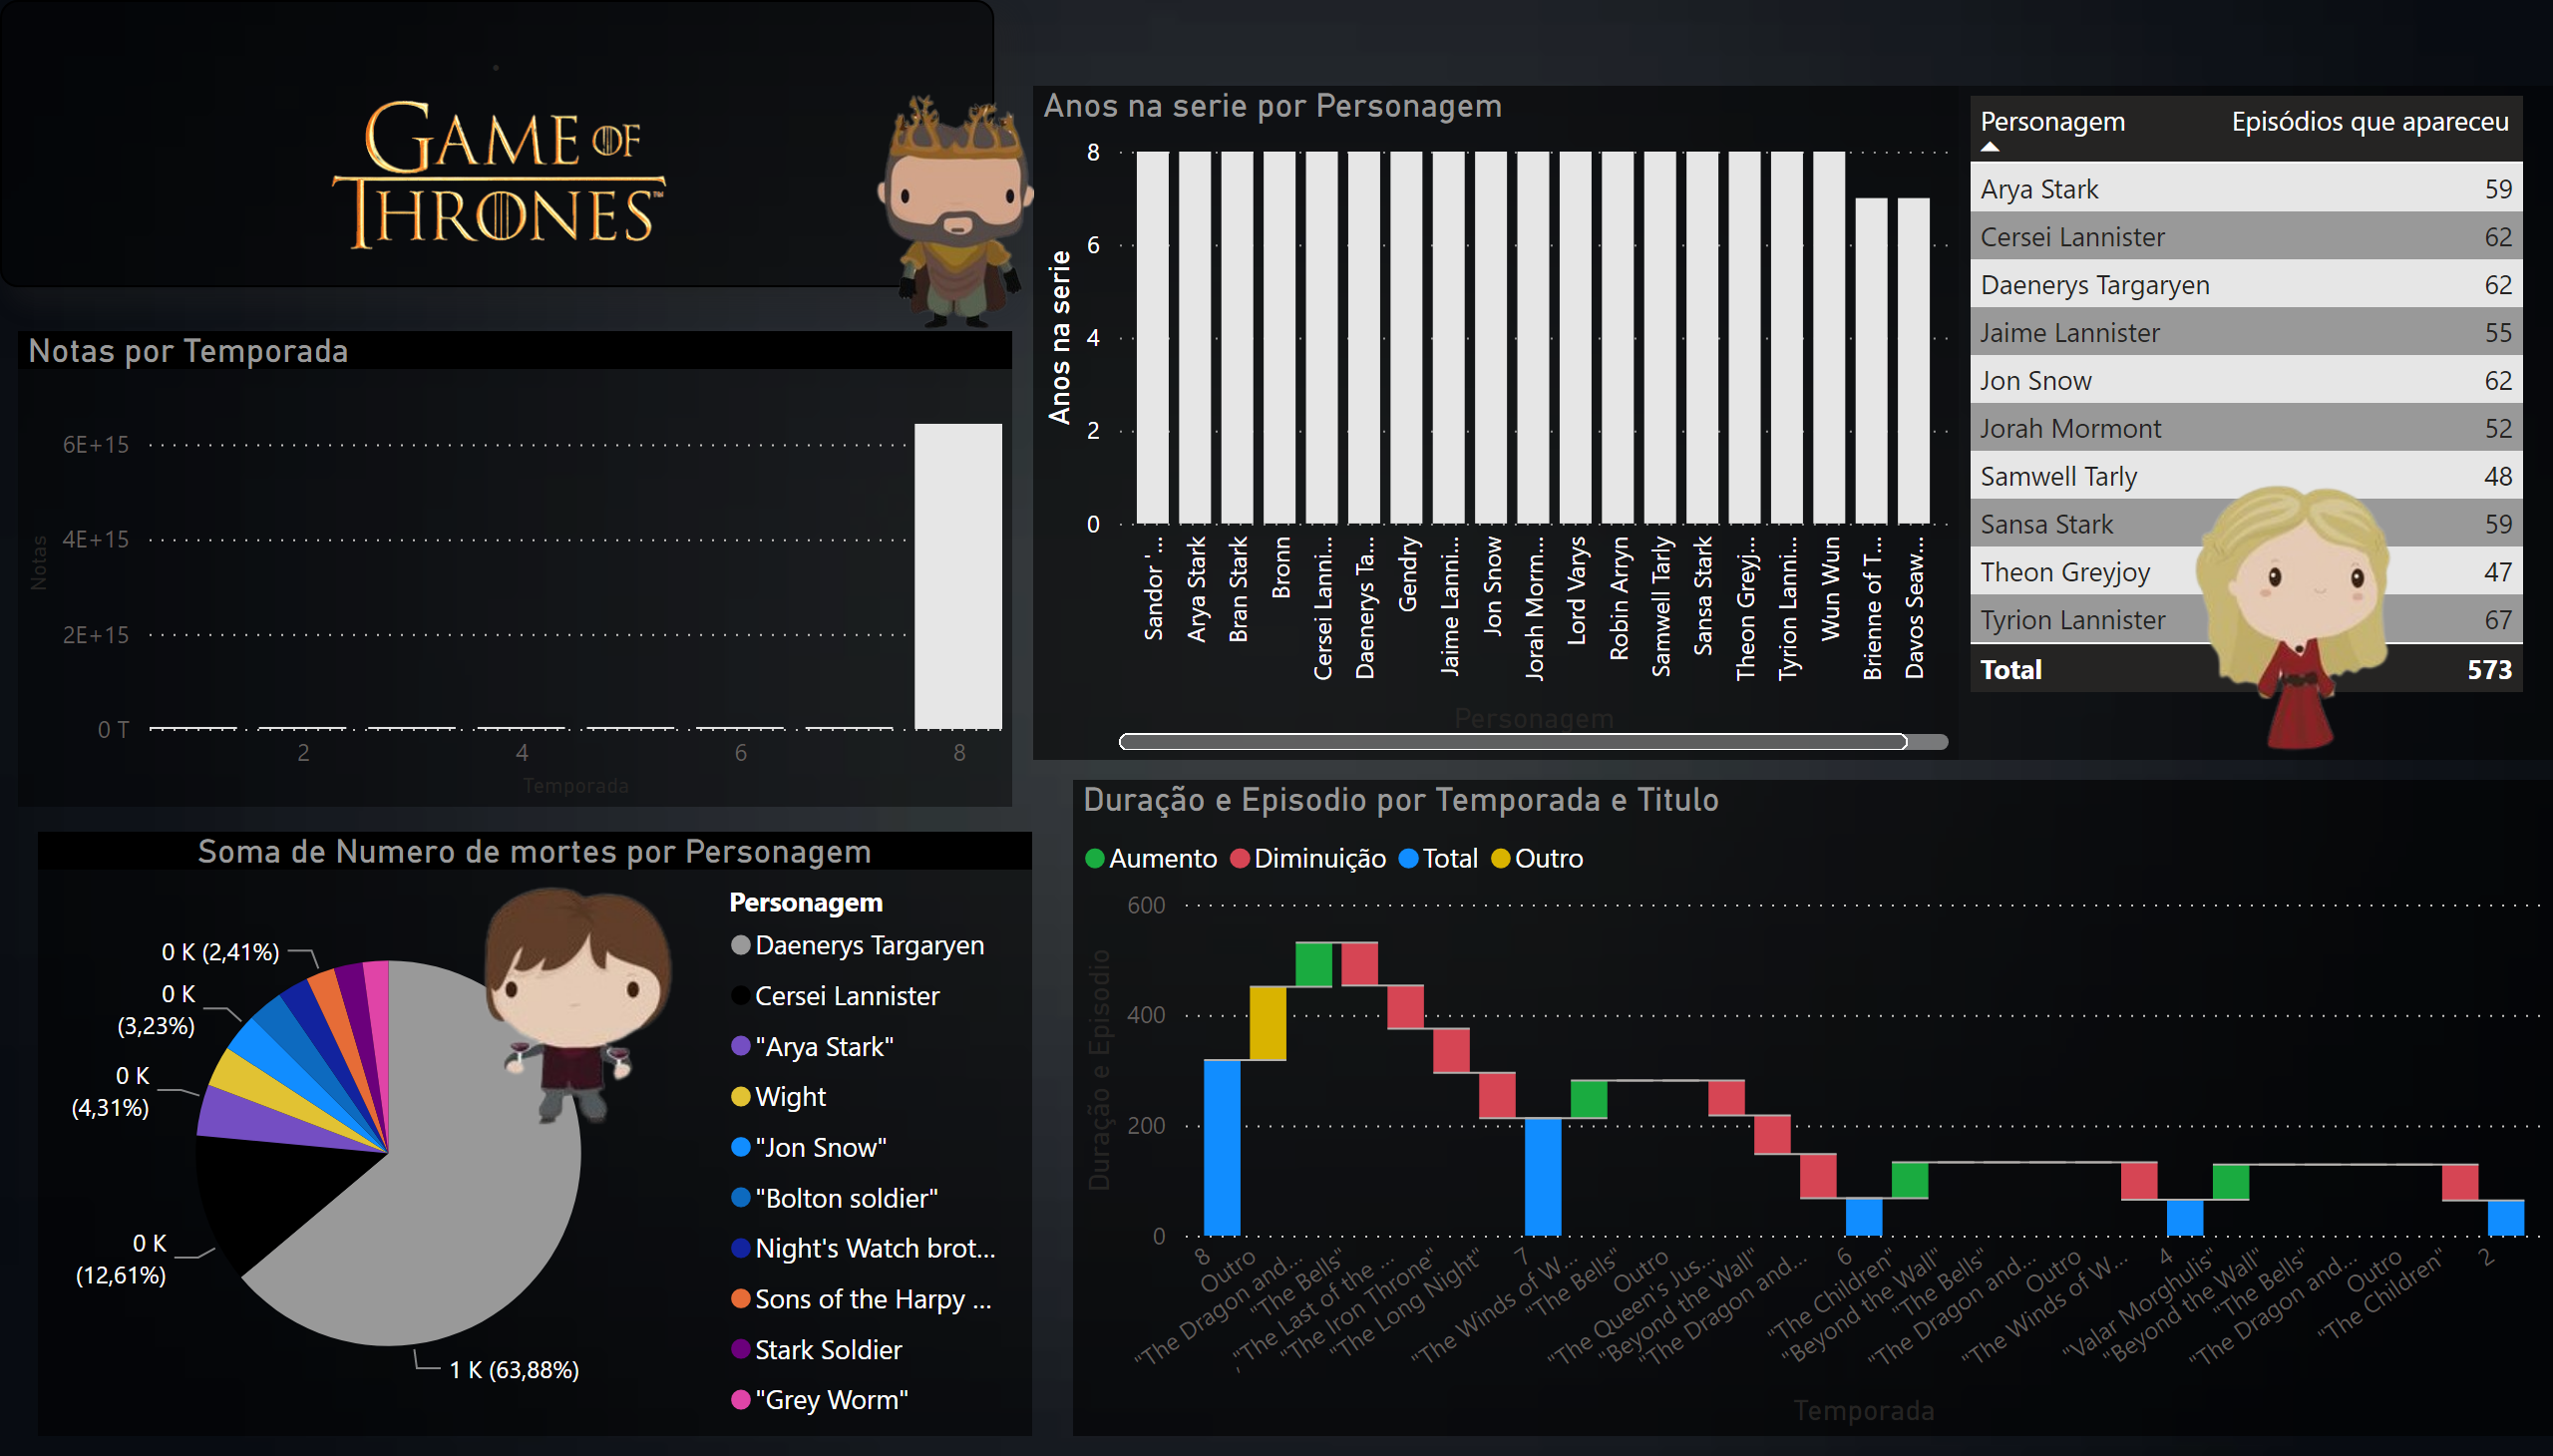 GAME OF
THRONES™
Notas por Temporada
Notas
6E+15
4E+15
2E+15
0 T
2
4
6
8
Temporada
Soma de Numero de mortes por Personagem
0 K (2,41%)
0 K
(3,23%)
0 K
(4,31%)
0 K
(12,61%)
1 K (63,88%)
Personagem
Daenerys Targaryen
Cersei Lannister
"Arya Stark"
Wight
"Jon Snow"
"Bolton soldier"
Night's Watch brot...
Sons of the Harpy ...
Stark Soldier
"Grey Worm"
Anos na serie por Personagem
Anos na serie
8
6
4
2
0
Sandor '...
Arya Stark
Bran Stark
Bronn
Cersei Lanni...
Daenerys Ta...
Gendry
Jaime Lanni...
Jon Snow
Jorah Morm...
Lord Varys
Robin Arryn
Samwell Tarly
Sansa Stark
Theon Greyj...
Tyrion Lanni...
Wun Wun
Brienne of T...
Davos Seaw...
Personagem
Personagem Episódios que apareceu
Arya Stark 59
Cersei Lannister 62
Daenerys Targaryen 62
Jaime Lannister 55
Jon Snow 62
Jorah Mormont 52
Samwell Tarly 48
Sansa Stark 59
Theon Greyjoy 47
Tyrion Lannister 67
Total 573
Duração e Episodio por Temporada e Titulo
Aumento Diminuição Total Outro
Duração e Episodio
600
400
200
0
8
Outro
"The Dragon and...
"The Bells"
,"The Last of the ...
"The Iron Throne"
"The Long Night"
7
"The Winds of W...
"The Bells"
Outro
"The Queen's Jus...
"Beyond the Wall"
"The Dragon and...
6
"The Children"
"Beyond the Wall"
"The Bells"
"The Dragon and...
Outro
"The Winds of W...
4
"Valar Morghulis"
"Beyond the Wall"
"The Bells"
"The Dragon and...
Outro
"The Children"
2
Temporada